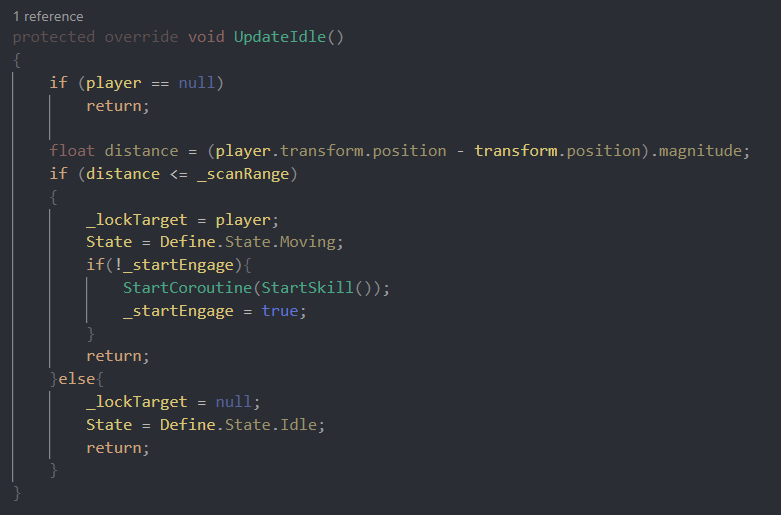 1 reference
protected override void UpdateIdle()
{
if (player == null)
return;
float distance = (player.transform.position - transform.position).magnitude;
if (distance <= _scanRange)
{
_lockTarget = player;
State = Define.State.Moving;
if(!_startEngage){
StartCoroutine(StartSkill());
_startEngage = true;
}
return;
}else{
_lockTarget = null;
State = Define.State.Idle;
return;
}
}